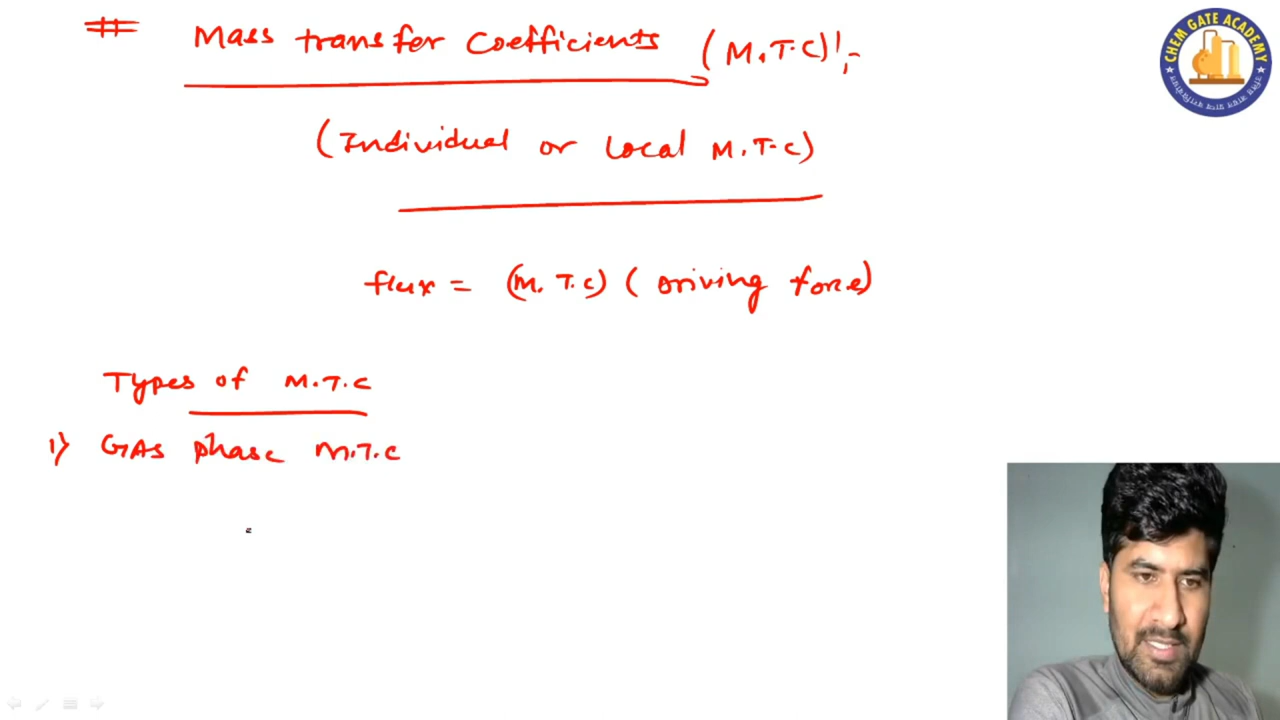 # Mass transfer Coefficients (M.T.C) :-
(Individual or Local M.T.C)
flux = (M.T.C) (Driving force)
Types of M.T.C
1) GAs phase M.T.C
CHEM GATE ACADEMY